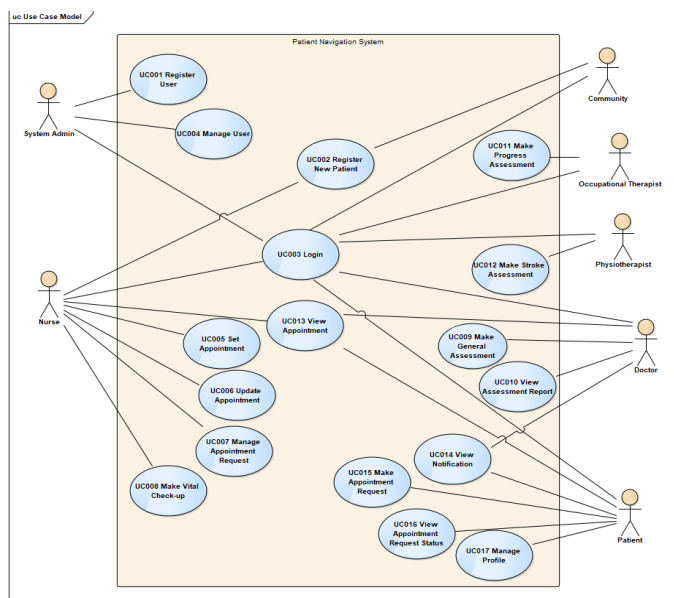 uc Use Case Model
Patient Navigation System
UC001 Register
User
UC004 Manage User
System Admin
Community
UC002 Register
New Patient
UC011 Make
Progress
Assessment
Occupational Therapist
UC003 Login
UC012 Make Stroke
Assessment
Physiotherapist
Nurse
UC013 View
Appointment
UC005 Set
Appointment
UC009 Make
General
Assessment
Doctor
UC010 View
Assessment Report
UC006 Update
Appointment
UC007 Manage
Appointment
Request
UC014 View
Notification
UC008 Make Vital
Check-up
UC015 Make
Appointment
Request
UC016 View
Appointment
Request Status
UC017 Manage
Profile
Patient